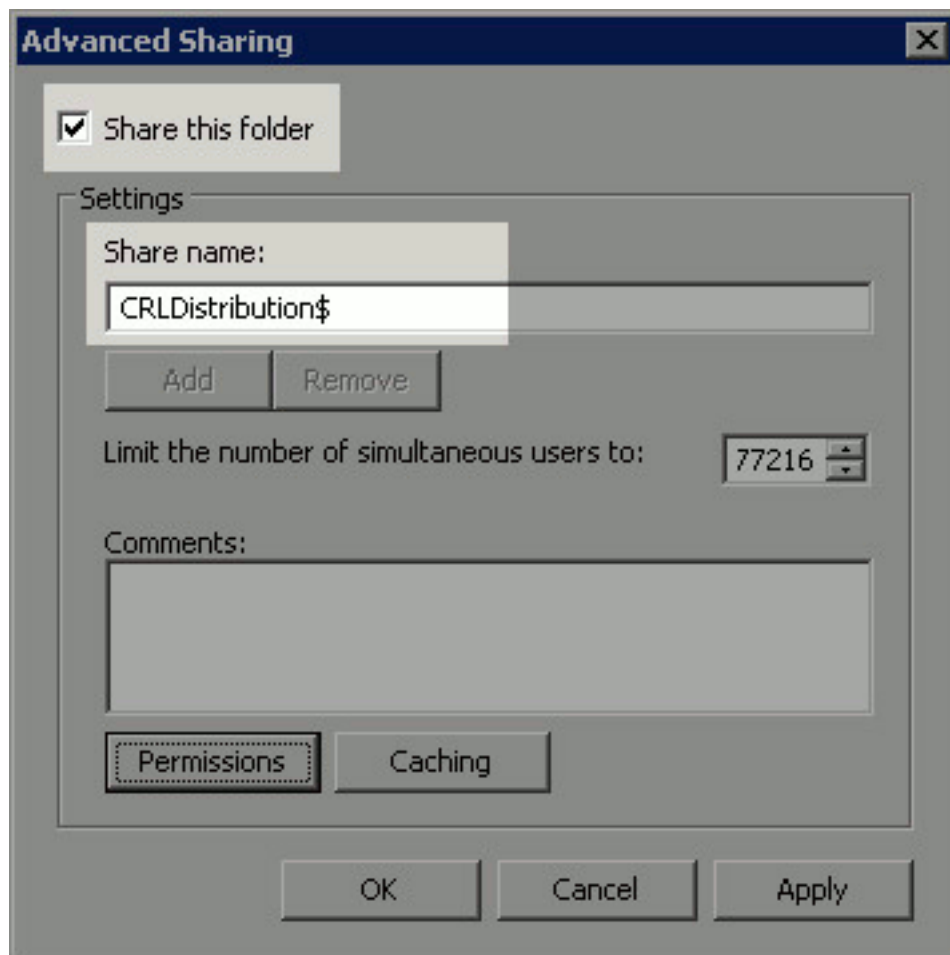 Advanced Sharing
Share this folder
Settings
Share name:
CRLDistribution$
Add Remove
Limit the number of simultaneous users to: 77216
Comments:
Permissions Caching
OK Cancel Apply